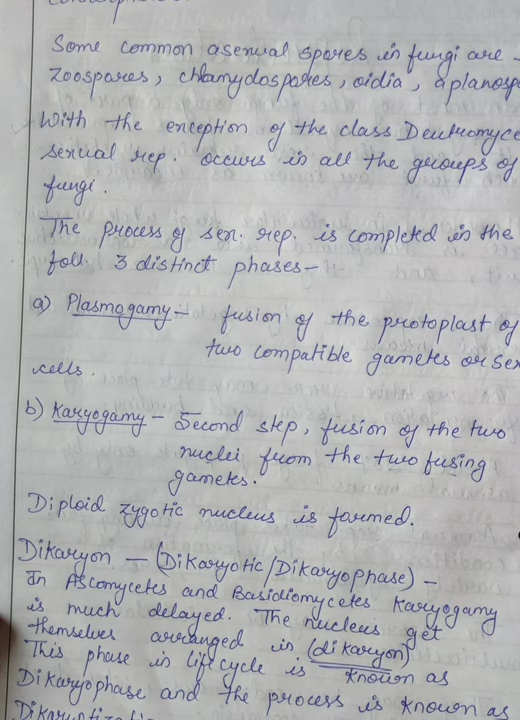 Some common asexual spores in fungi are -
Zoospores, chlamydospores, oidia, aplanospo
With the exception of the class Deutromyce
sexual rep. occurs in all the groups of
fungi.
The process of sex. rep. is completed in the
foll. 3 distinct phases-
a) Plasmogamy - fusion of the protoplast of
two compatible gametes or sex
cells.
b) Karyogamy - Second step, fusion of the two
nuclei from the two fusing
gametes.
Diploid zygotic nucleus is formed.
Dikaryon - (Dikaryotic/Dikaryophase) -
In Ascomycetes and Basidiomycetes Karyogamy
is much delayed. The nucleus get
themselves arranged in (dikaryon)
This phase in life cycle is known as
Dikaryophase and the process is known as